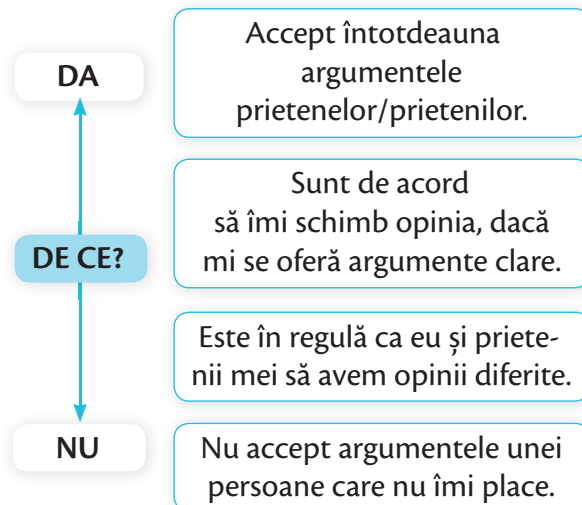 DA
DE CE?
NU
Accept întotdeauna
argumentele
prietenelor/prietenilor.
Sunt de acord
să îmi schimb opinia, dacă
mi se oferă argumente clare.
Este în regulă ca eu și priete-
nii mei să avem opinii diferite.
Nu accept argumentele unei
persoane care nu îmi place.